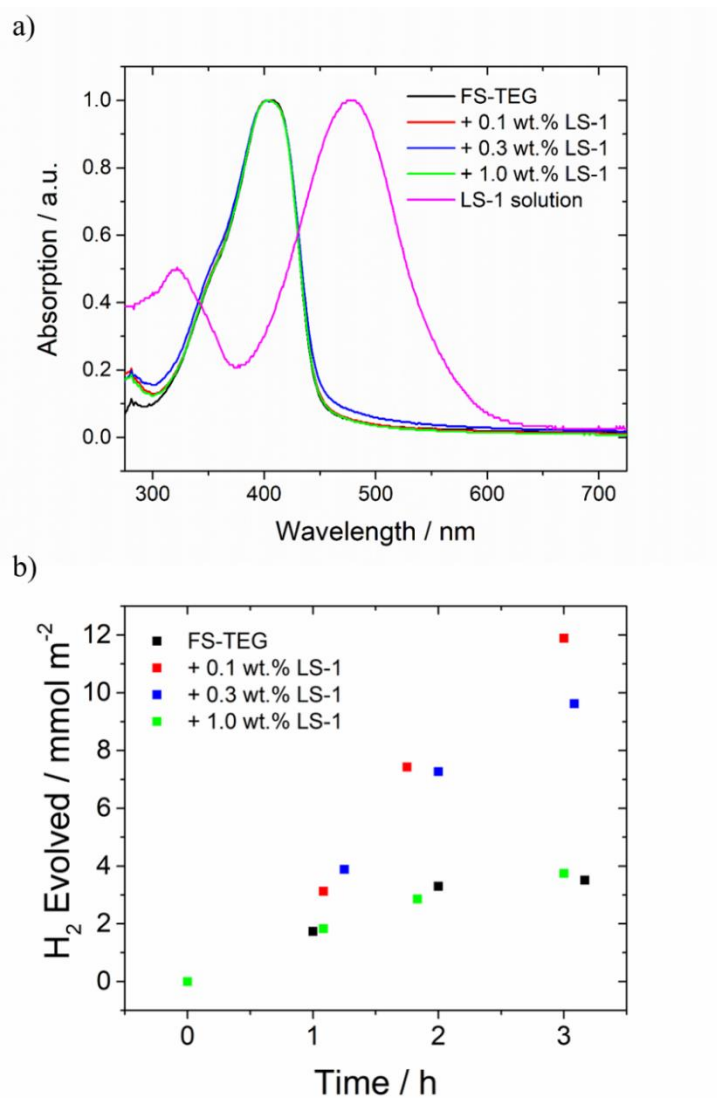 a)
1.0
0.8
0.6
0.4
0.2
0.0
Absorption / a.u.
FS-TEG
+ 0.1 wt.% LS-1
+ 0.3 wt.% LS-1
+ 1.0 wt.% LS-1
LS-1 solution
300 400 500 600 700
Wavelength / nm
b)
12
10
8
6
4
2
0
H₂ Evolved / mmol m⁻²
FS-TEG
+ 0.1 wt.% LS-1
+ 0.3 wt.% LS-1
+ 1.0 wt.% LS-1
0 1 2 3
Time / h